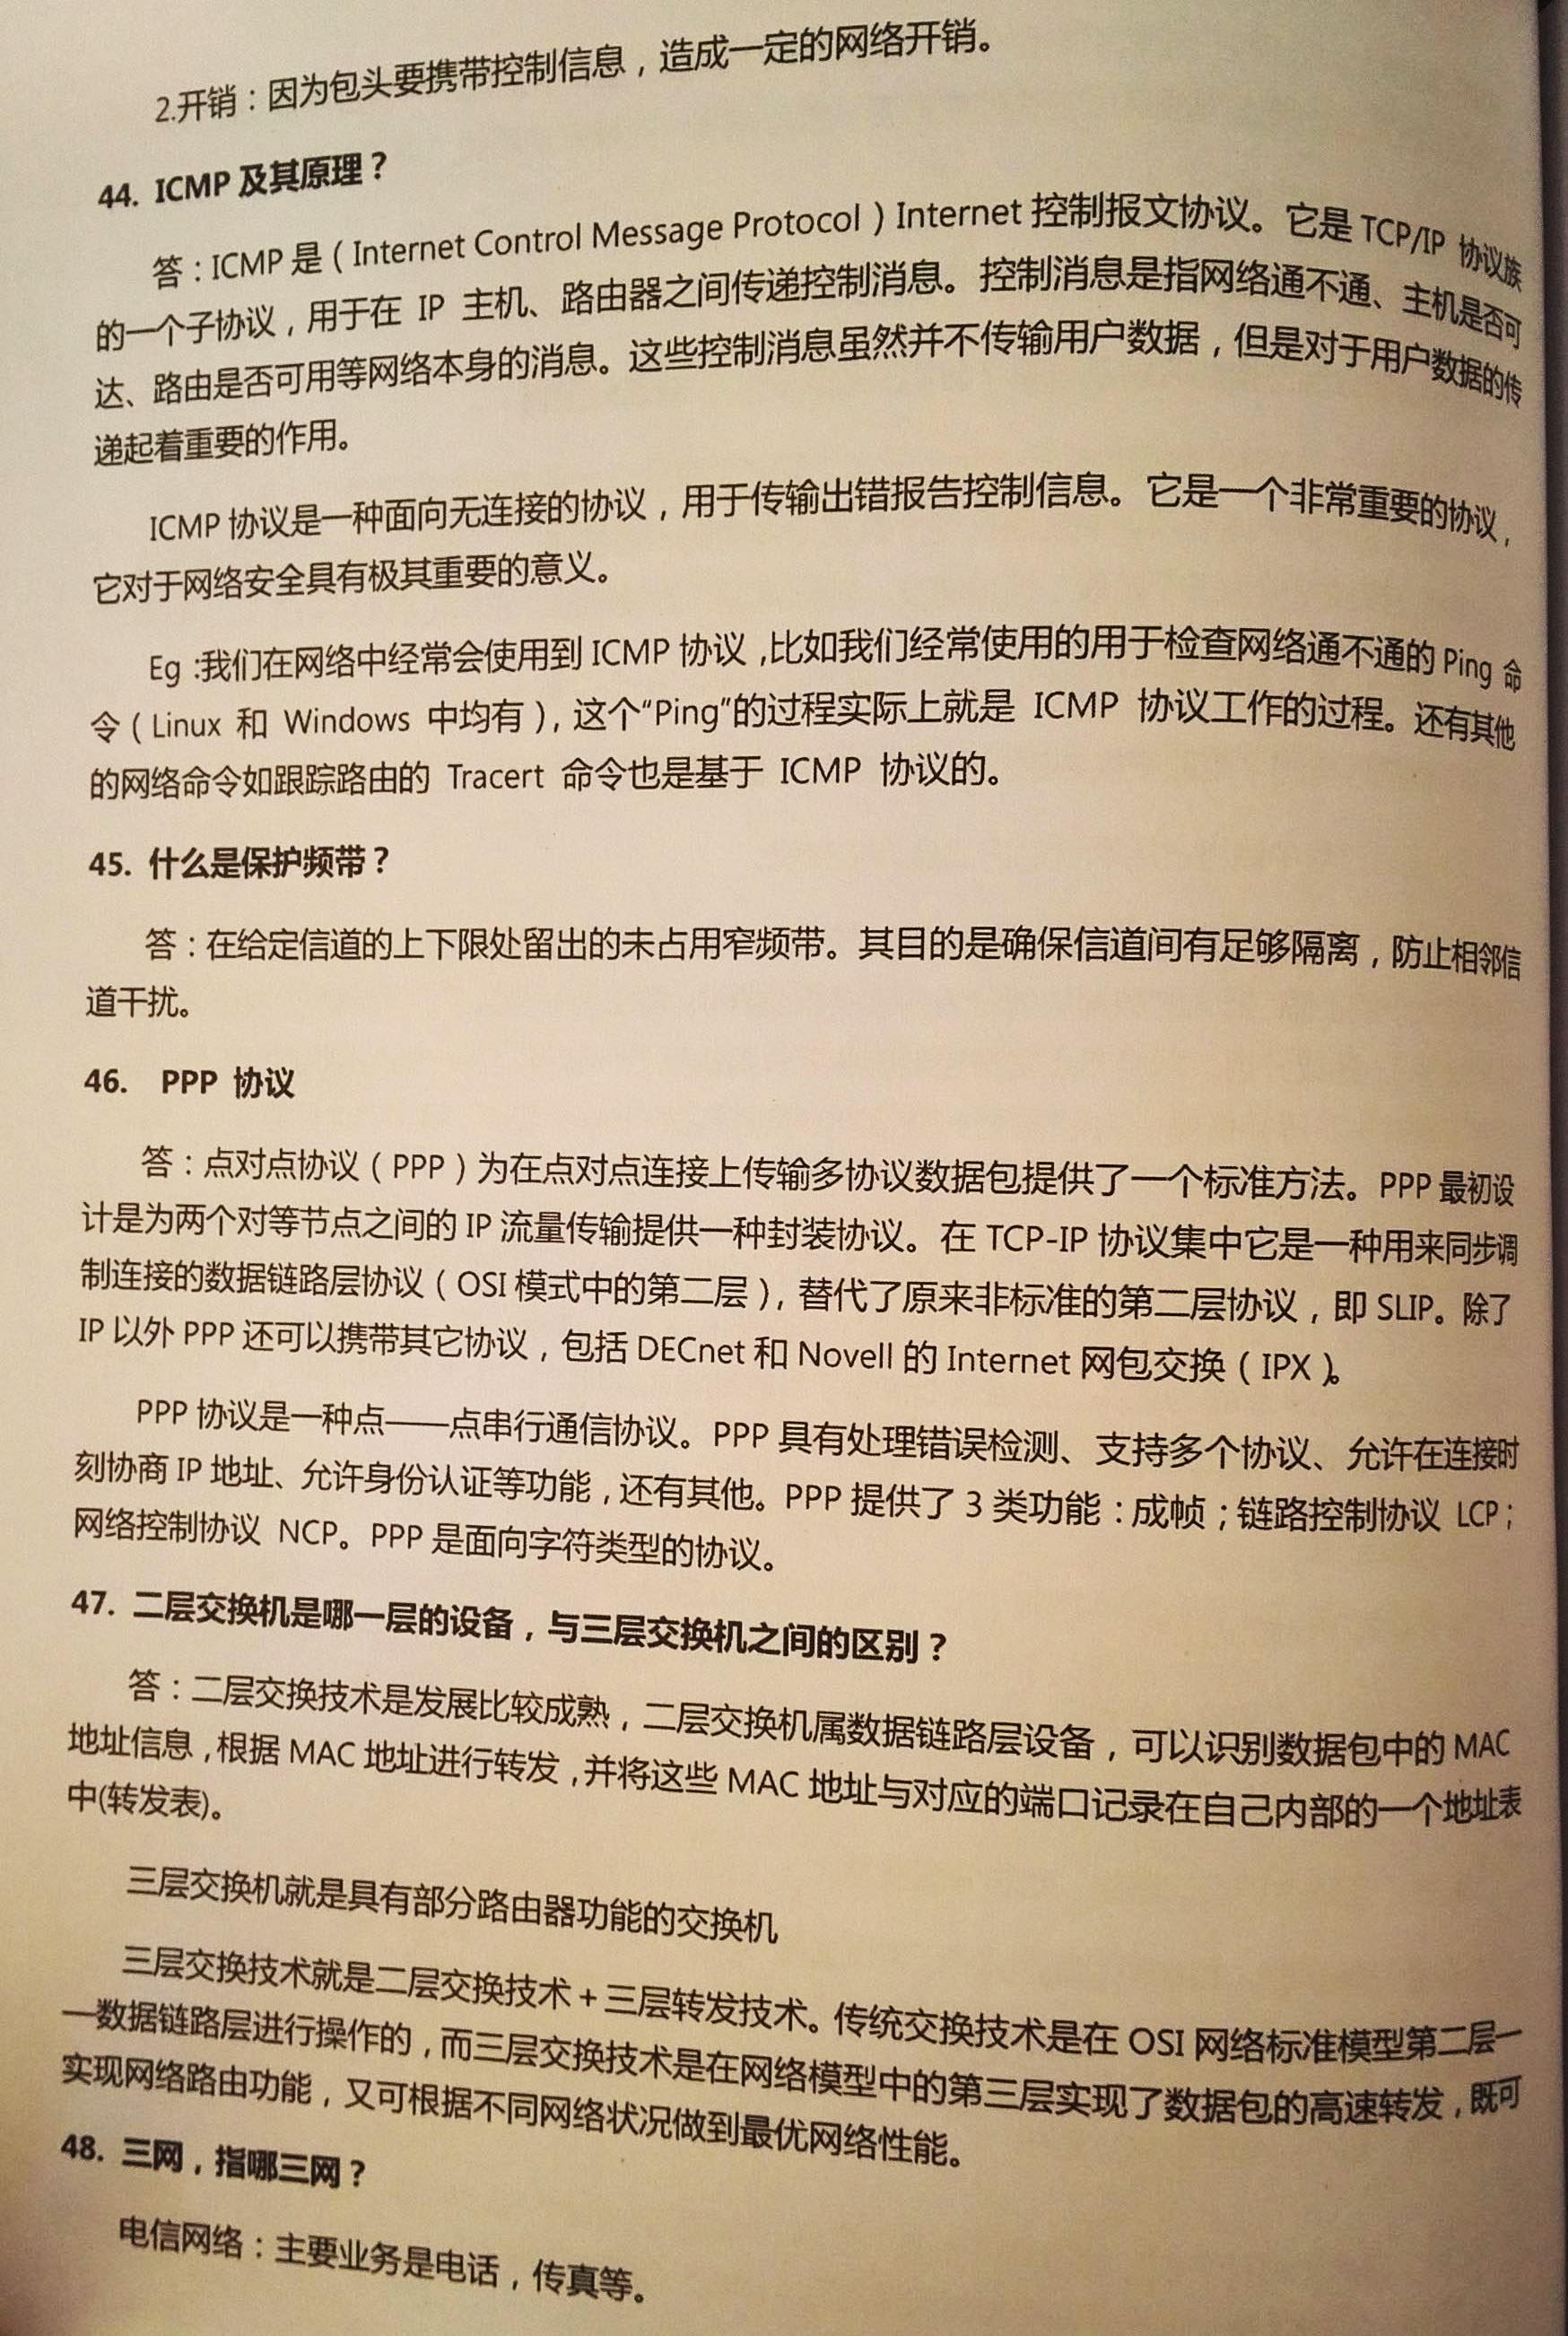 2.开销：因为包头要携带控制信息，造成一定的网络开销。
44. ICMP 及其原理？
答：ICMP 是（Internet Control Message Protocol）Internet 控制报文协议。它是 TCP/IP 协议族
的一个子协议，用于在 IP 主机、路由器之间传递控制消息。控制消息是指网络通不通、主机是否可
达、路由是否可用等网络本身的消息。这些控制消息虽然并不传输用户数据，但是对于用户数据的传
递起着重要的作用。
ICMP 协议是一种面向无连接的协议，用于传输出错报告控制信息。它是一个非常重要的协议，
它对于网络安全具有极其重要的意义。
Eg :我们在网络中经常会使用到 ICMP 协议，比如我们经常使用的用于检查网络通不通的 Ping 命
令（Linux 和 Windows 中均有），这个“Ping”的过程实际上就是 ICMP 协议工作的过程。还有其他
的网络命令如跟踪路由的 Tracert 命令也是基于 ICMP 协议的。
45. 什么是保护频带？
答：在给定信道的上下限处留出的未占用窄频带。其目的是确保信道间有足够隔离，防止相邻信
道干扰。
46. PPP 协议
答：点对点协议（PPP）为在点对点连接上传输多协议数据包提供了一个标准方法。PPP 最初设
计是为两个对等节点之间的 IP 流量传输提供一种封装协议。在 TCP-IP 协议集中它是一种用来同步调
制连接的数据链路层协议（OSI 模式中的第二层），替代了原来非标准的第二层协议，即 SLIP。除了
IP 以外 PPP 还可以携带其它协议，包括 DECnet 和 Novell 的 Internet 网包交换（IPX）。
PPP 协议是一种点——点串行通信协议。PPP 具有处理错误检测、支持多个协议、允许在连接时
刻协商 IP 地址、允许身份认证等功能，还有其他。PPP 提供了 3 类功能：成帧；链路控制协议 LCP；
网络控制协议 NCP。PPP 是面向字符类型的协议。
47. 二层交换机是哪一层的设备，与三层交换机之间的区别？
答：二层交换技术是发展比较成熟，二层交换机属数据链路层设备，可以识别数据包中的 MAC
地址信息，根据 MAC 地址进行转发，并将这些 MAC 地址与对应的端口记录在自己内部的一个地址表
中(转发表)。
三层交换机就是具有部分路由器功能的交换机
三层交换技术就是二层交换技术＋三层转发技术。传统交换技术是在 OSI 网络标准模型第二层—
—数据链路层进行操作的，而三层交换技术是在网络模型中的第三层实现了数据包的高速转发，既可
实现网络路由功能，又可根据不同网络状况做到最优网络性能。
48. 三网，指哪三网？
电信网络：主要业务是电话，传真等。